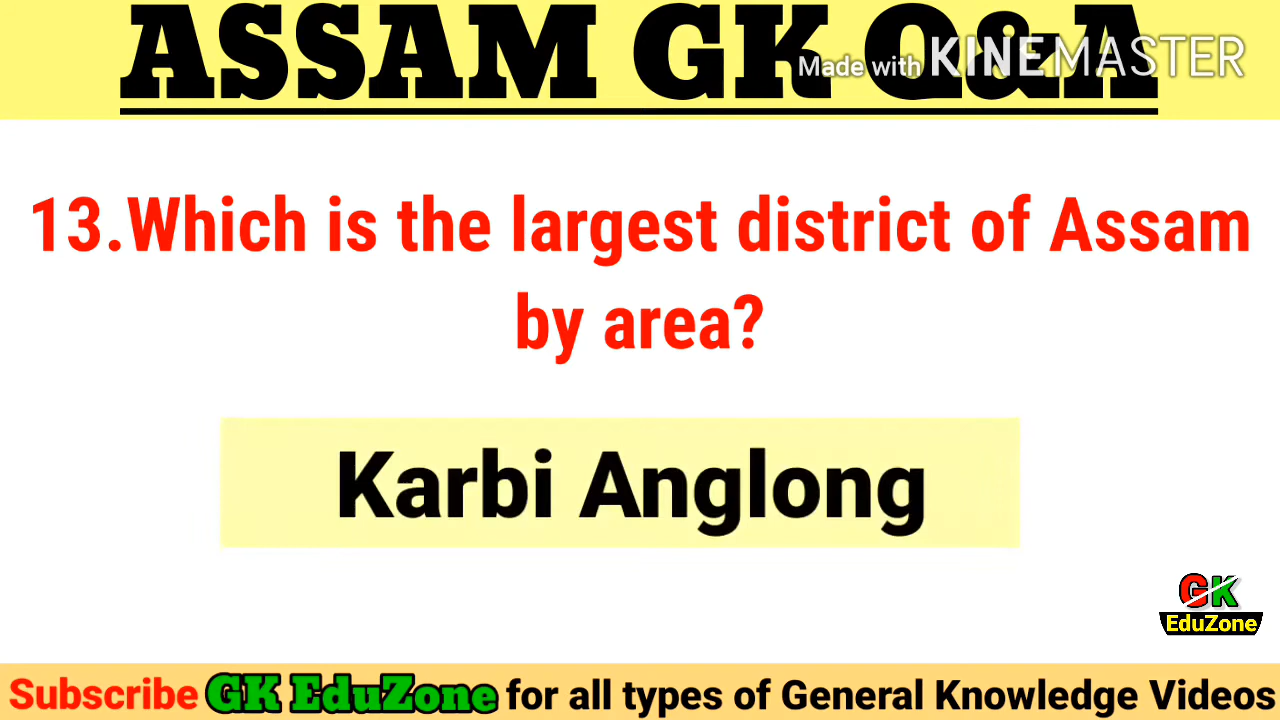 ASSAM GK Q&A
Made with KINEMASTER
13.Which is the largest district of Assam
by area?
Karbi Anglong
GK
EduZone
Subscribe GK EduZone for all types of General Knowledge Videos